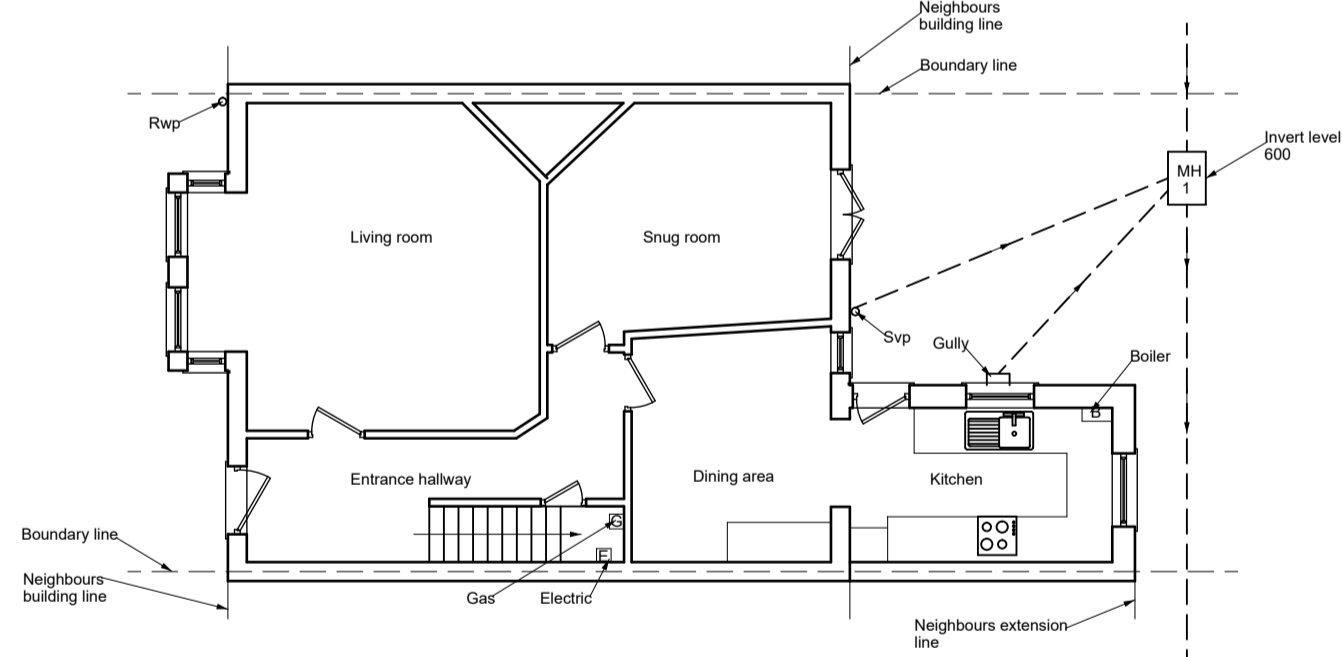 Neighbours
building line
Boundary line
Rwp
Invert level
600
MH
1
Living room
Snug room
Svp
Gully
Boiler
B
Entrance hallway
Dining area
Kitchen
G
E
Boundary line
Neighbours
building line
Gas
Electric
Neighbours extension
line